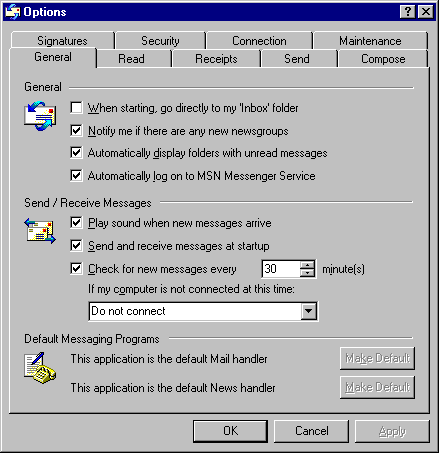 Options
Signatures Security Connection Maintenance
General Read Receipts Send Compose
General
When starting, go directly to my 'Inbox' folder
Notify me if there are any new newsgroups
Automatically display folders with unread messages
Automatically log on to MSN Messenger Service
Send / Receive Messages
Play sound when new messages arrive
Send and receive messages at startup
Check for new messages every 30 minute(s)
If my computer is not connected at this time:
Do not connect
Default Messaging Programs
This application is the default Mail handler Make Default
This application is the default News handler Make Default
OK Cancel Apply